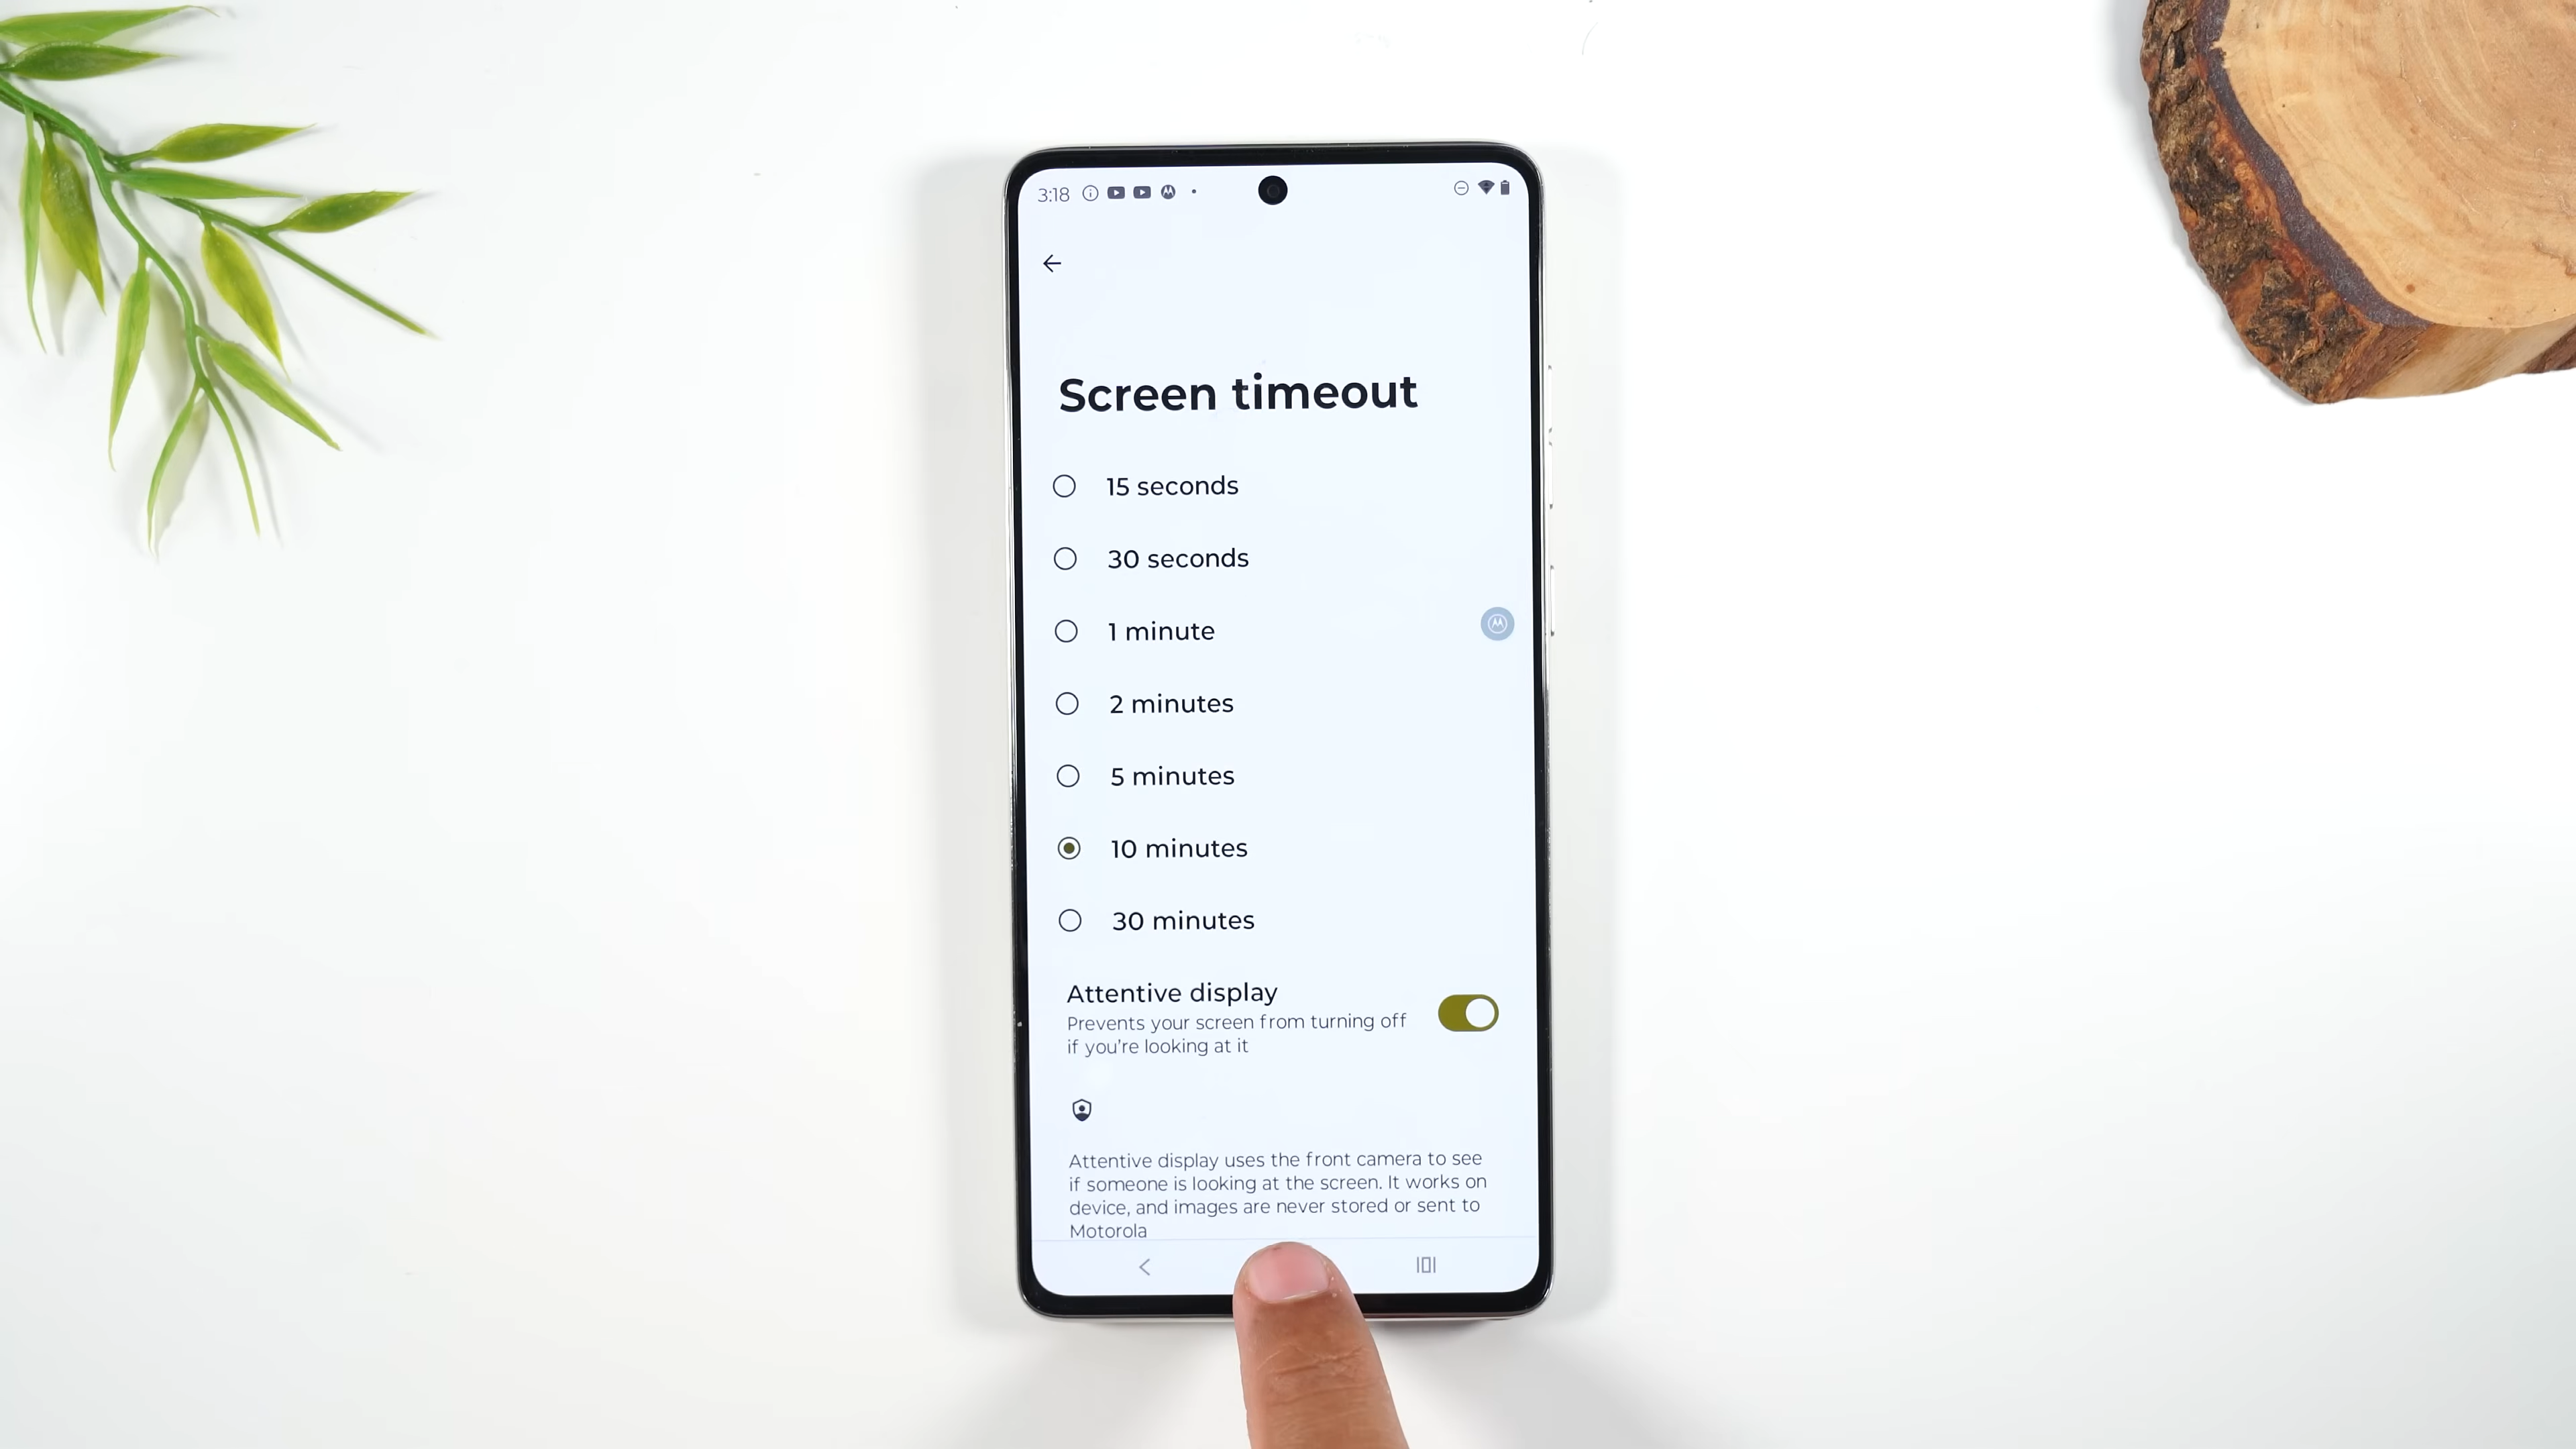 3:18
Screen timeout
15 seconds
30 seconds
1 minute
2 minutes
5 minutes
10 minutes
30 minutes
Attentive display
Prevents your screen from turning off
if you're looking at it
Attentive display uses the front camera to see
if someone is looking at the screen. It works on
device, and images are never stored or sent to
Motorola